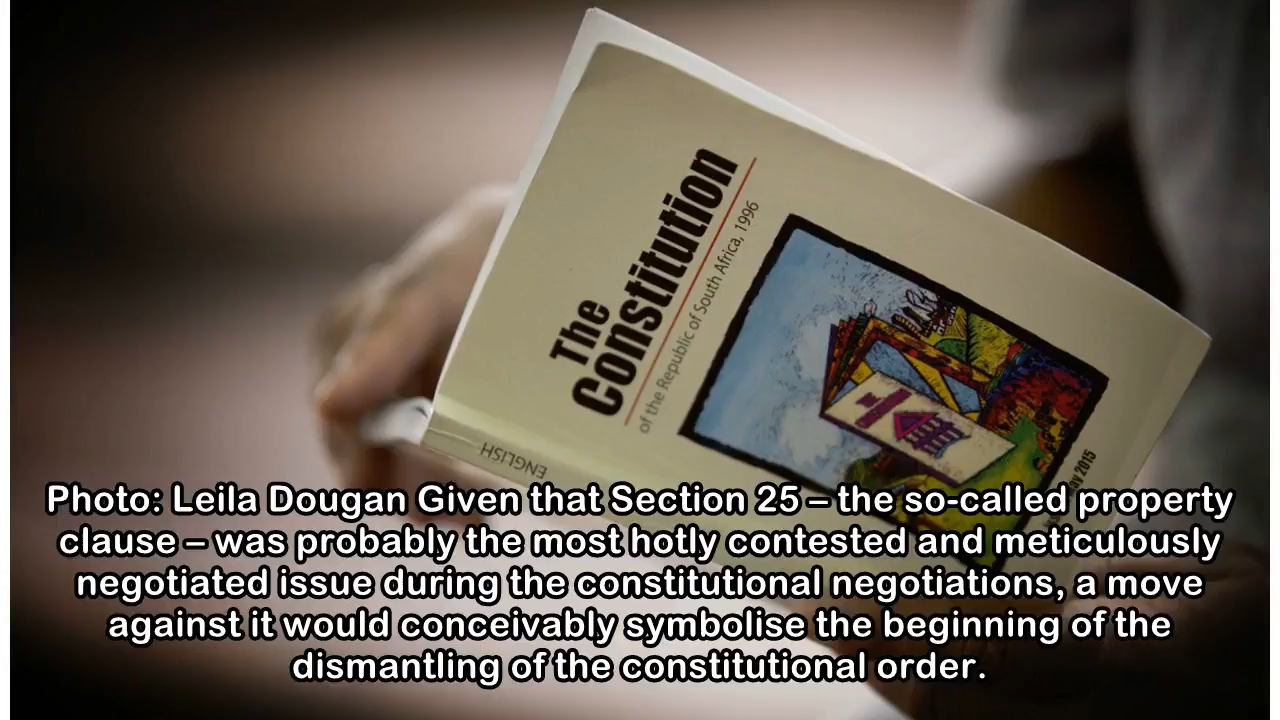 The
Constitution
of the Republic of South Africa, 1996
ENGLISH
2015
Photo: Leila Dougan Given that Section 25 – the so-called property
clause – was probably the most hotly contested and meticulously
negotiated issue during the constitutional negotiations, a move
against it would conceivably symbolise the beginning of the
dismantling of the constitutional order.